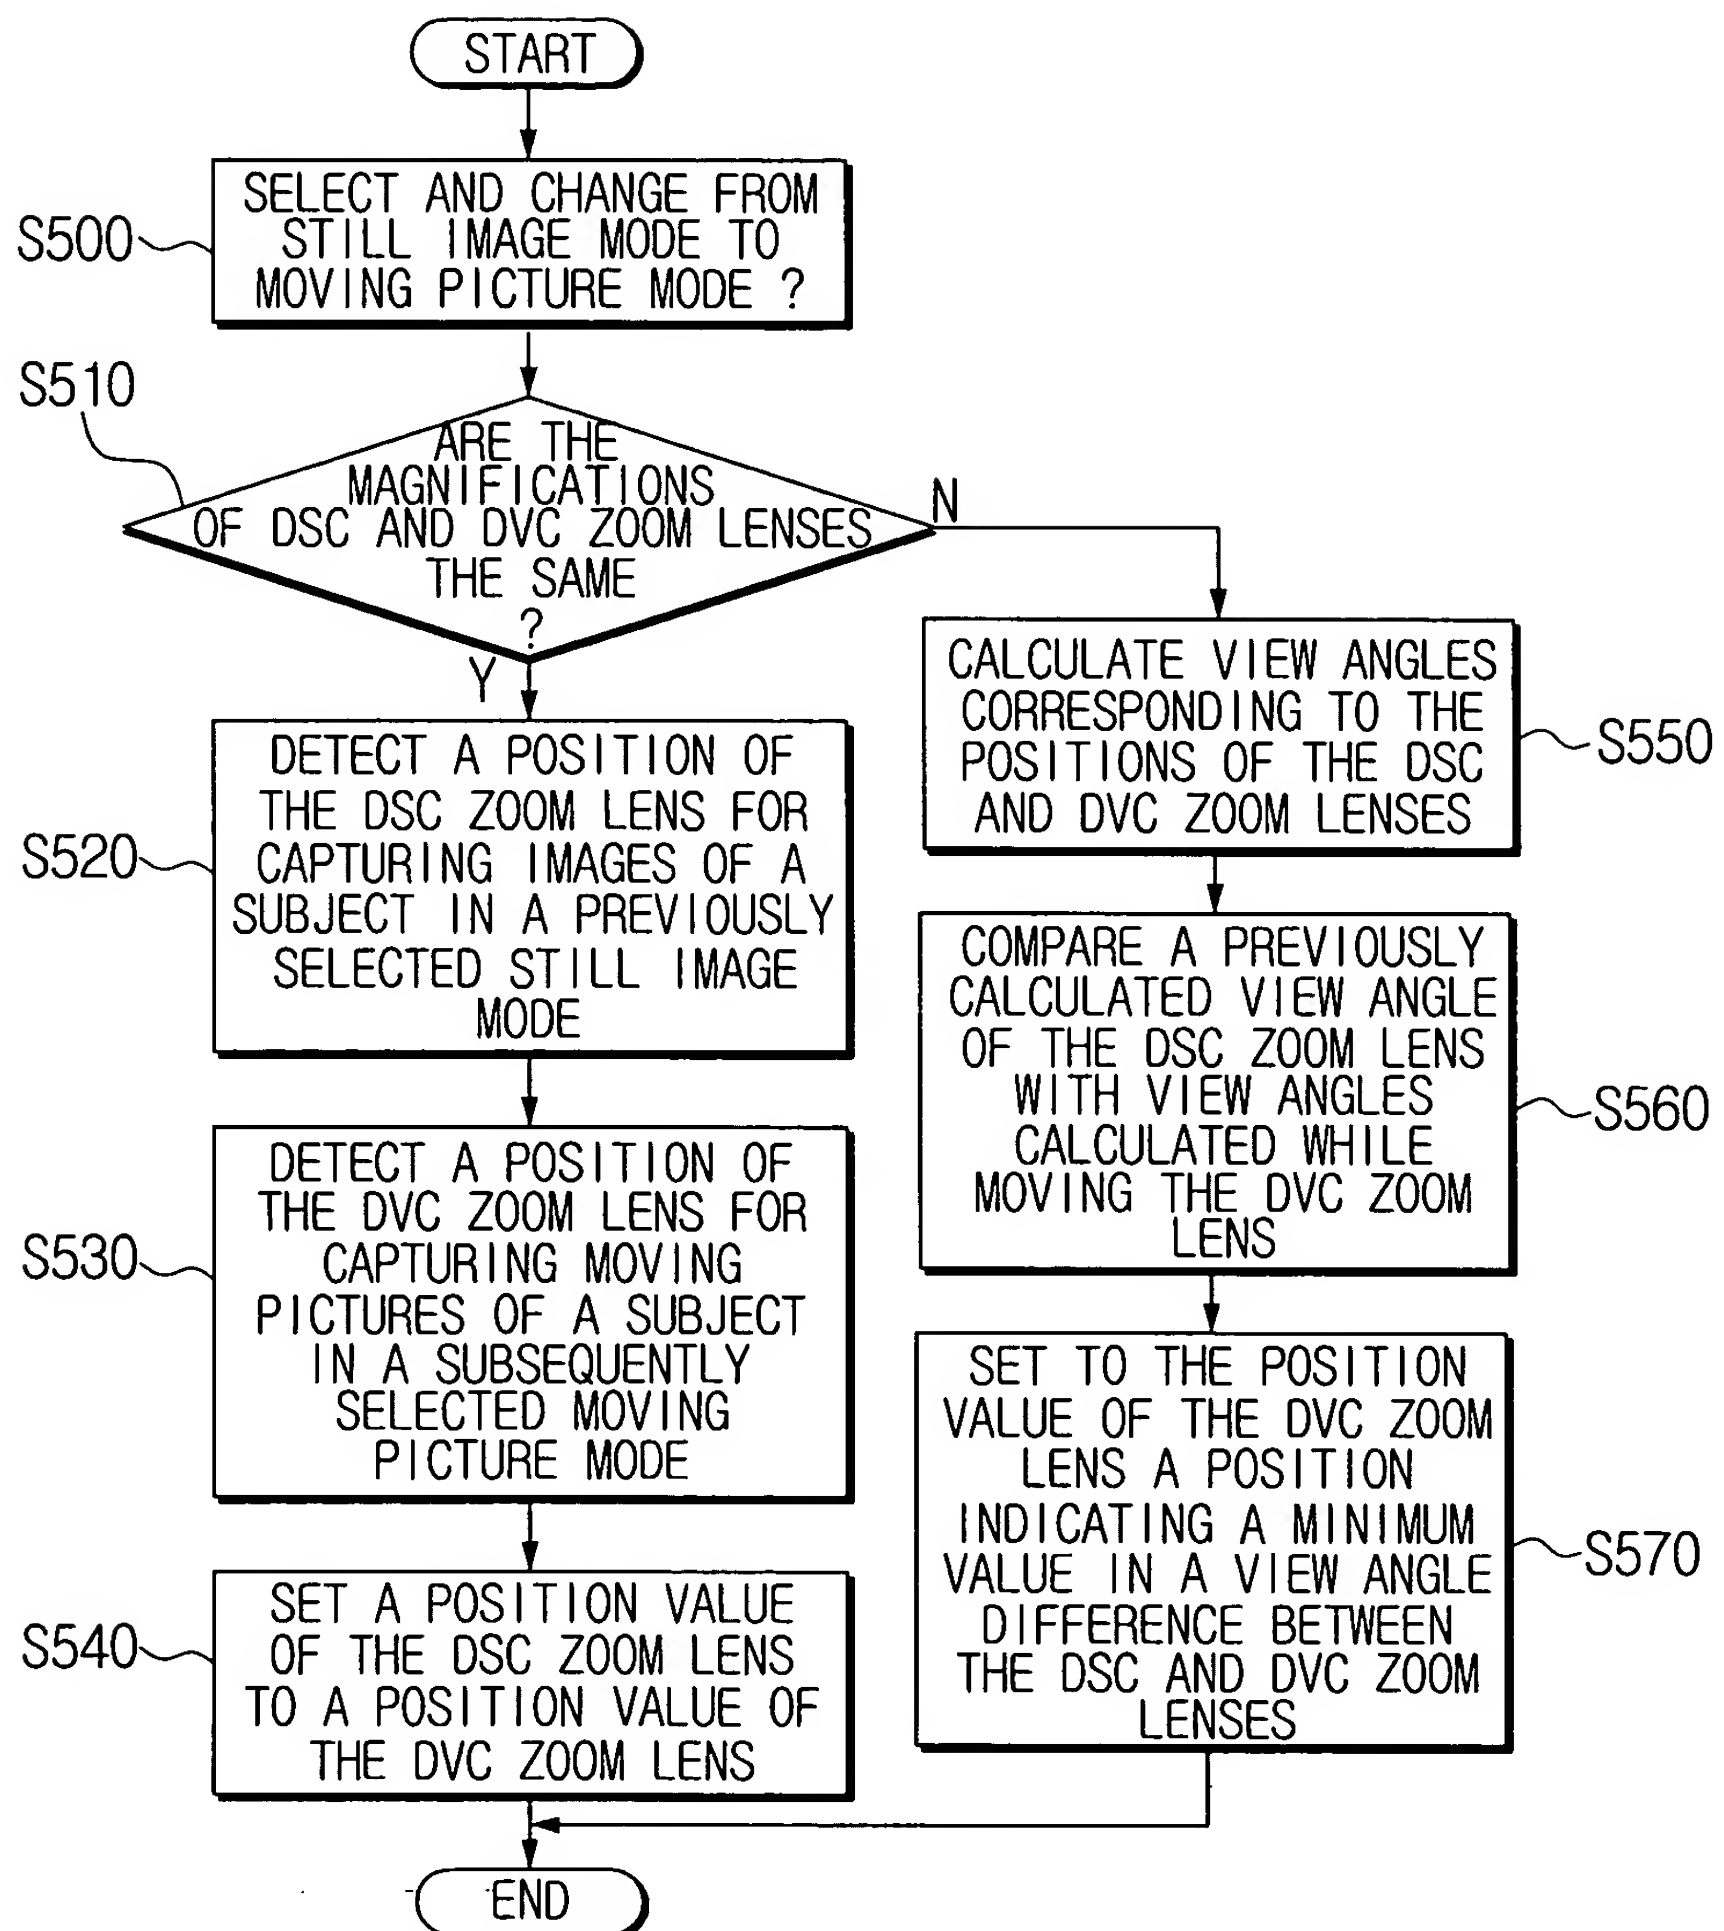 START
S500
SELECT AND CHANGE FROM
STILL IMAGE MODE TO
MOVING PICTURE MODE ?
S510
ARE THE
MAGNIFICATIONS
OF DSC AND DVC ZOOM LENSES
THE SAME
?
N
Y
S520
DETECT A POSITION OF
THE DSC ZOOM LENS FOR
CAPTURING IMAGES OF A
SUBJECT IN A PREVIOUSLY
SELECTED STILL IMAGE
MODE
S530
DETECT A POSITION OF
THE DVC ZOOM LENS FOR
CAPTURING MOVING
PICTURES OF A SUBJECT
IN A SUBSEQUENTLY
SELECTED MOVING
PICTURE MODE
S540
SET A POSITION VALUE
OF THE DSC ZOOM LENS
TO A POSITION VALUE OF
THE DVC ZOOM LENS
CALCULATE VIEW ANGLES
CORRESPONDING TO THE
POSITIONS OF THE DSC
AND DVC ZOOM LENSES
S550
COMPARE A PREVIOUSLY
CALCULATED VIEW ANGLE
OF THE DSC ZOOM LENS
WITH VIEW ANGLES
CALCULATED WHILE
MOVING THE DVC ZOOM
LENS
S560
SET TO THE POSITION
VALUE OF THE DVC ZOOM
LENS A POSITION
INDICATING A MINIMUM
VALUE IN A VIEW ANGLE
DIFFERENCE BETWEEN
THE DSC AND DVC ZOOM
LENSES
S570
END